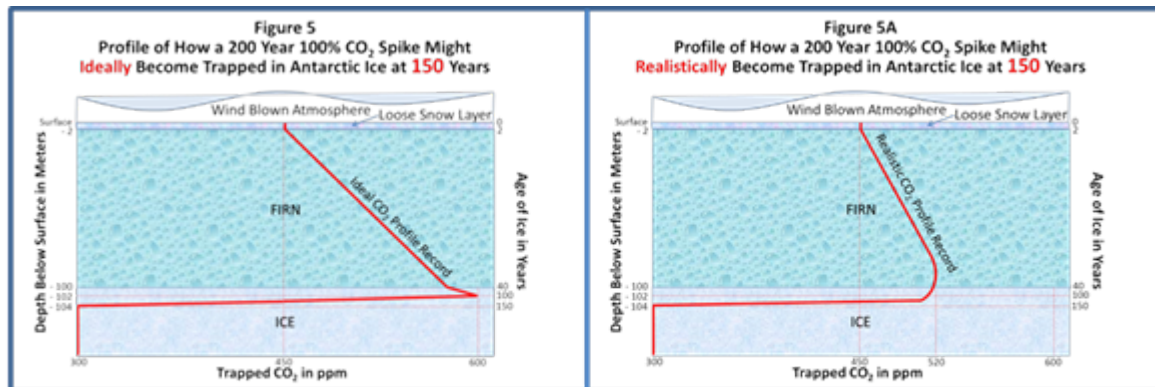 Figure 5
Profile of How a 200 Year 100% CO₂ Spike Might
Ideally Become Trapped in Antarctic Ice at 150 Years
Wind Blown Atmosphere
Loose Snow Layer
Surface
0
- 2
2
Depth Below Surface in Meters
Age of Ice in Years
FIRN
Ideal CO₂ Profile Record
- 100
40
- 102
100
- 104
150
ICE
300
450
600
Trapped CO₂ in ppm
Figure 5A
Profile of How a 200 Year 100% CO₂ Spike Might
Realistically Become Trapped in Antarctic Ice at 150 Years
Wind Blown Atmosphere
Loose Snow Layer
Surface
0
- 2
2
Depth Below Surface in Meters
Age of Ice in Years
FIRN
Realistic CO₂ Profile Record
- 100
40
- 102
100
- 104
150
ICE
300
450
520
600
Trapped CO₂ in ppm